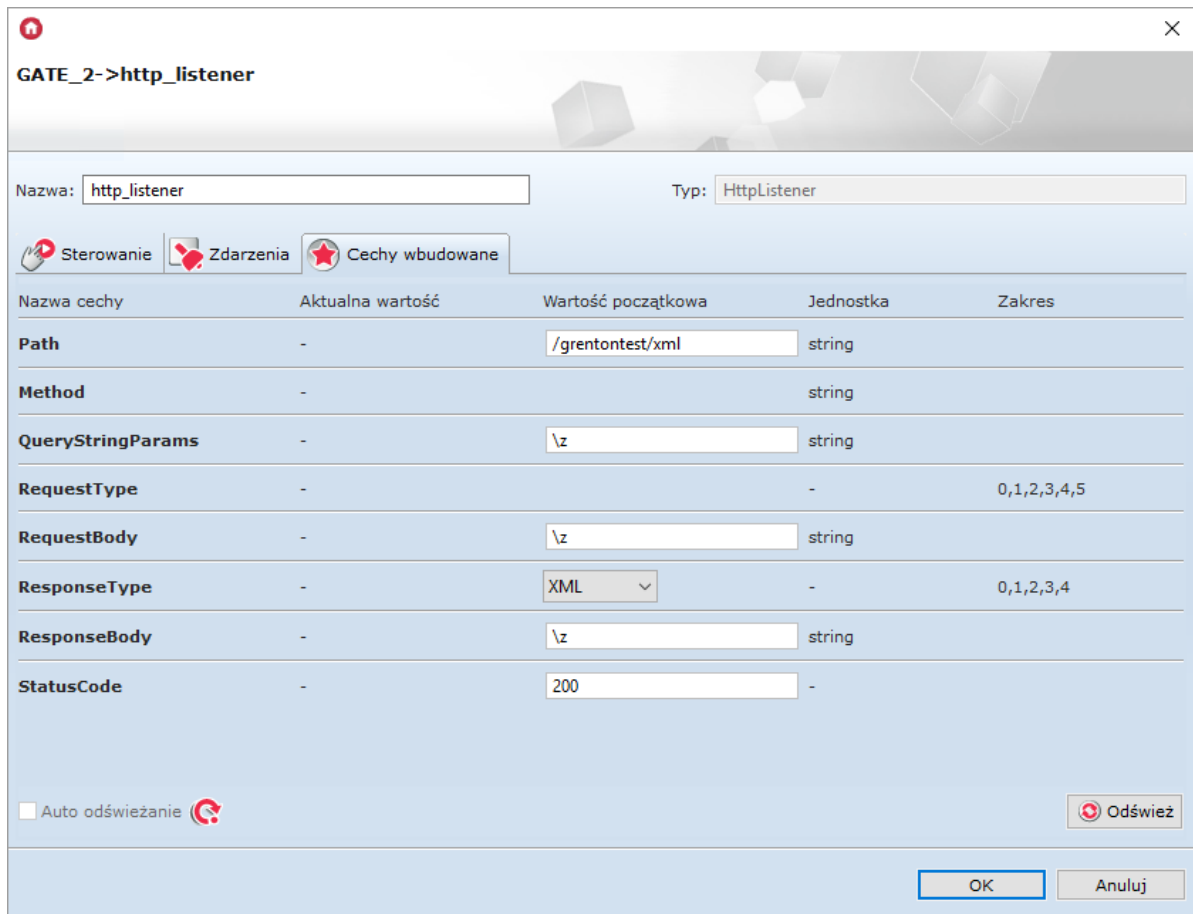 GATE_2->http_listener
Nazwa: http_listener Typ: HttpListener
Sterowanie Zdarzenia Cechy wbudowane
Nazwa cechy Aktualna wartość Wartość początkowa Jednostka Zakres
Path - /grentontest/xml string
Method - string
QueryStringParams - \z string
RequestType - - 0,1,2,3,4,5
RequestBody - \z string
ResponseType - XML - 0,1,2,3,4
ResponseBody - \z string
StatusCode - 200 -
Auto odświeżanie Odśwież
OK Anuluj